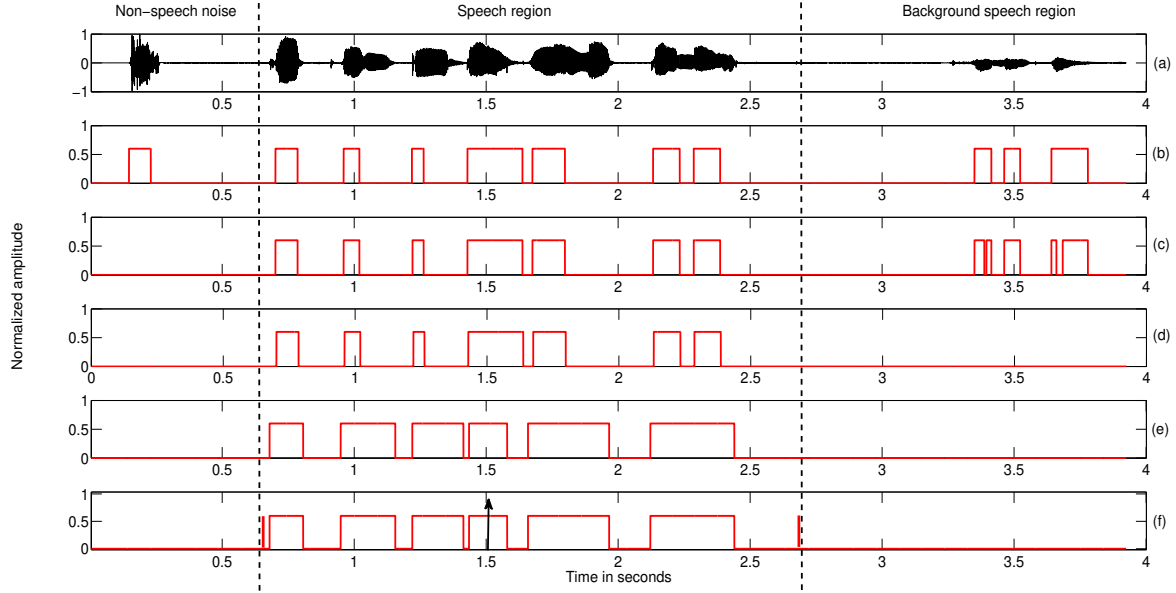 Non−speech noise Speech region Background speech region
1
0
−1
0.5 1 1.5 2 2.5 3 3.5 4
(a)
1
0.5
0
0.5 1 1.5 2 2.5 3 3.5 4
(b)
1
0.5
0
0.5 1 1.5 2 2.5 3 3.5 4
(c)
1
0.5
0
0 0.5 1 1.5 2 2.5 3 3.5 4
(d)
1
0.5
0
0.5 1 1.5 2 2.5 3 3.5 4
(e)
1
0.5
0
0.5 1 1.5 2 2.5 3 3.5 4
(f)
Time in seconds
Normalized amplitude